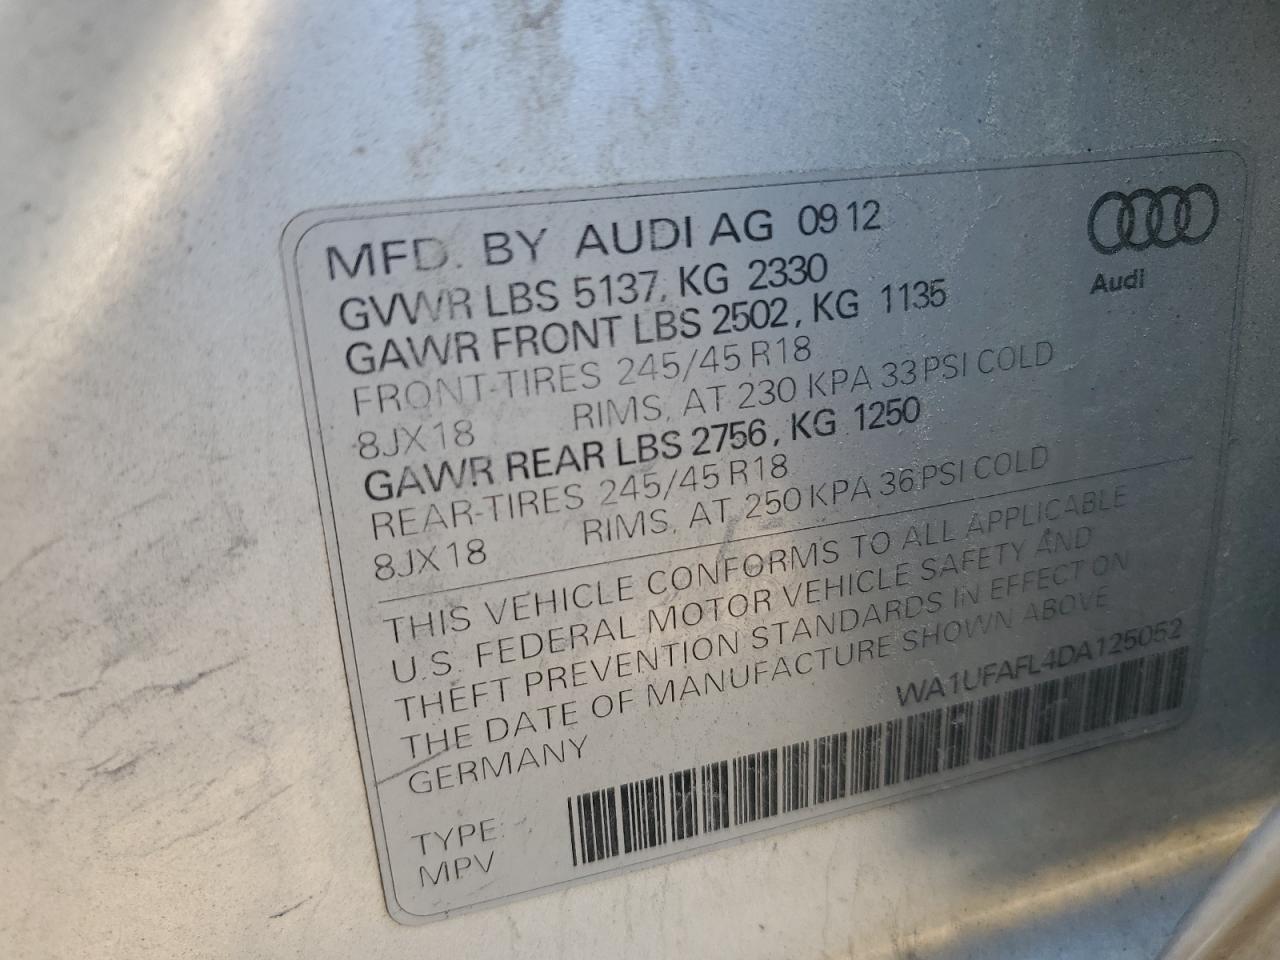 MFD. BY AUDI AG 09 12
GVWR LBS 5137, KG 2330
GAWR FRONT LBS 2502, KG 1135
FRONT-TIRES 245/45 R18
8JX18 RIMS, AT 230 KPA 33 PSI COLD
GAWR REAR LBS 2756, KG 1250
REAR-TIRES 245/45 R18
8JX18 RIMS, AT 250 KPA 36 PSI COLD
Audi
THIS VEHICLE CONFORMS TO ALL APPLICABLE
U.S. FEDERAL MOTOR VEHICLE SAFETY AND
THEFT PREVENTION STANDARDS IN EFFECT ON
THE DATE OF MANUFACTURE SHOWN ABOVE
GERMANY
WA1UFAFL4DA125052
TYPE:
MPV